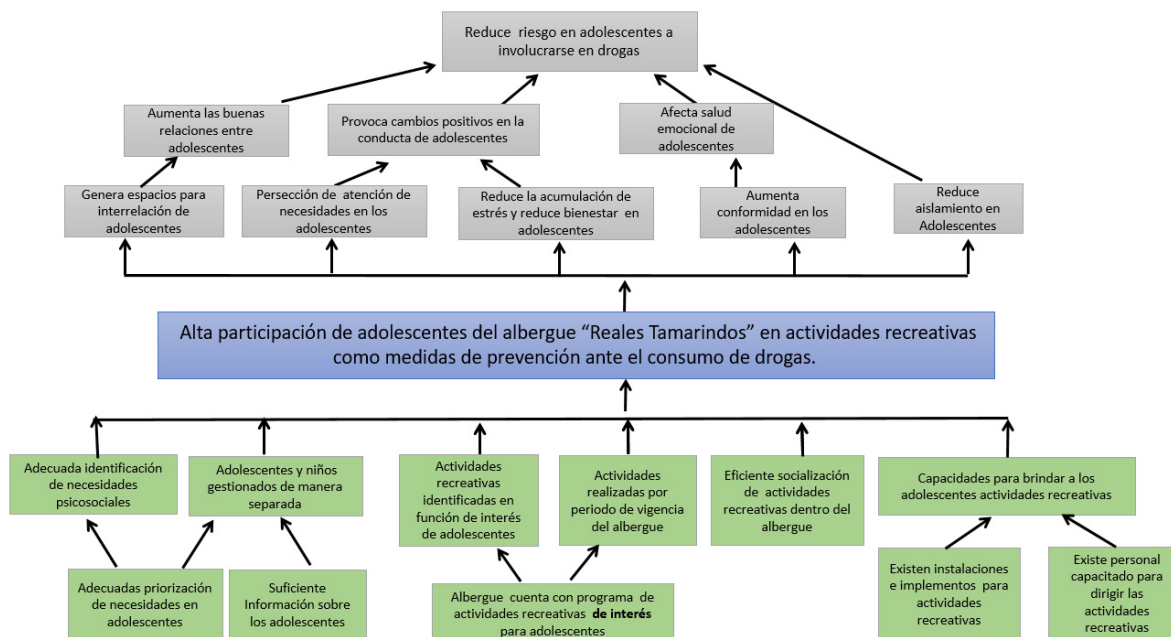 Reduce riesgo en adolescentes a
involucrarse en drogas
Aumenta las buenas
relaciones entre
adolescentes
Provoca cambios positivos en la
conducta de adolescentes
Afecta salud
emocional de
adolescentes
Genera espacios para
interrelación de
adolescentes
Persección de atención de
necesidades en los
adolescentes
Reduce la acumulación de
estrés y reduce bienestar en
adolescentes
Aumenta
conformidad en los
adolescentes
Reduce
aislamiento en
Adolescentes
Alta participación de adolescentes del albergue “Reales Tamarindos” en actividades recreativas
como medidas de prevención ante el consumo de drogas.
Adecuada identificación
de necesidades
psicosociales
Adolescentes y niños
gestionados de manera
separada
Actividades
recreativas
identificadas en
función de interés
de adolescentes
Actividades
realizadas por
periodo de vigencia
del albergue
Eficiente socialización
de actividades
recreativas dentro del
albergue
Capacidades para brindar a los
adolescentes actividades recreativas
Adecuadas priorización
de necesidades en
adolescentes
Suficiente
Información sobre
los adolescentes
Albergue cuenta con programa de
actividades recreativas de interés
para adolescentes
Existen instalaciones
e implementos para
actividades
recreativas
Existe personal
capacitado para
dirigir las
actividades
recreativas